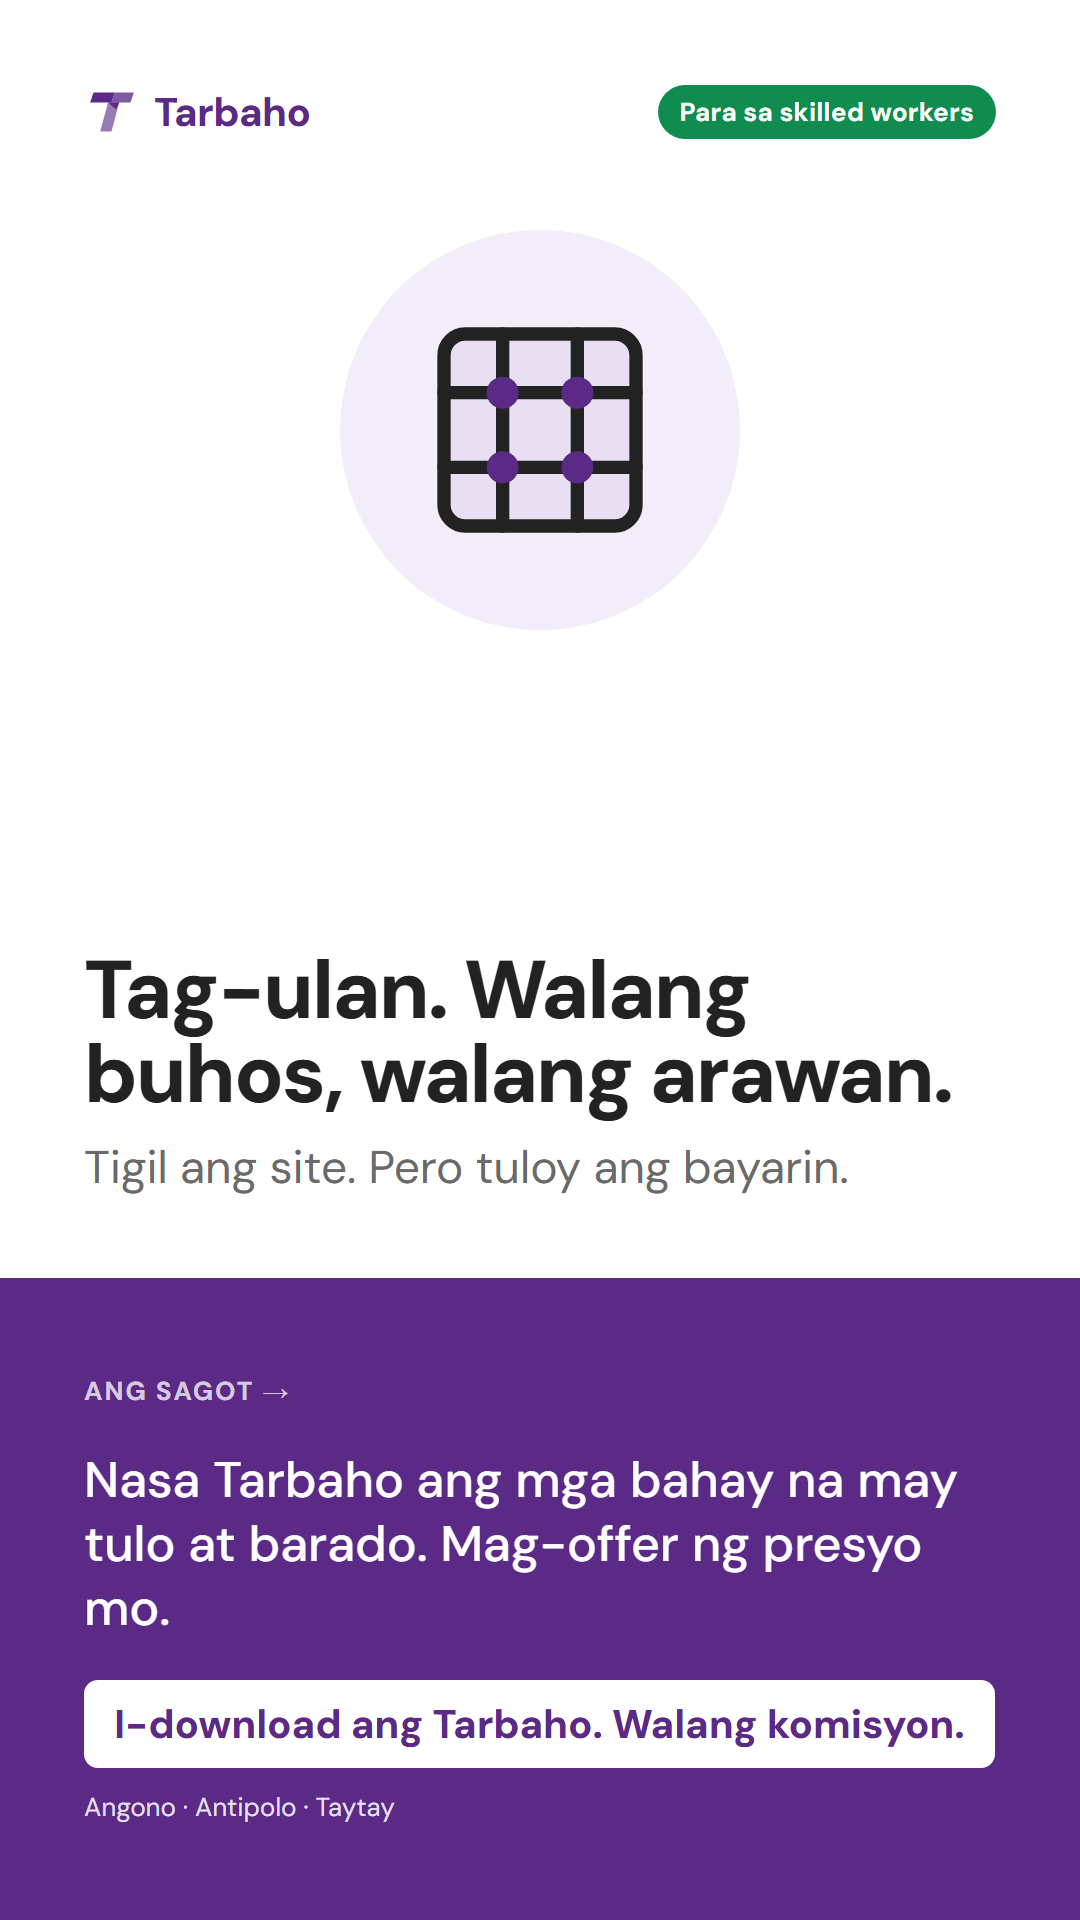 Tarbaho
Para sa skilled workers
Tag-ulan. Walang
buhos, walang arawan.
Tigil ang site. Pero tuloy ang bayarin.
ANG SAGOT →
Nasa Tarbaho ang mga bahay na may
tulo at barado. Mag-offer ng presyo
mo.
I-download ang Tarbaho. Walang komisyon.
Angono · Antipolo · Taytay